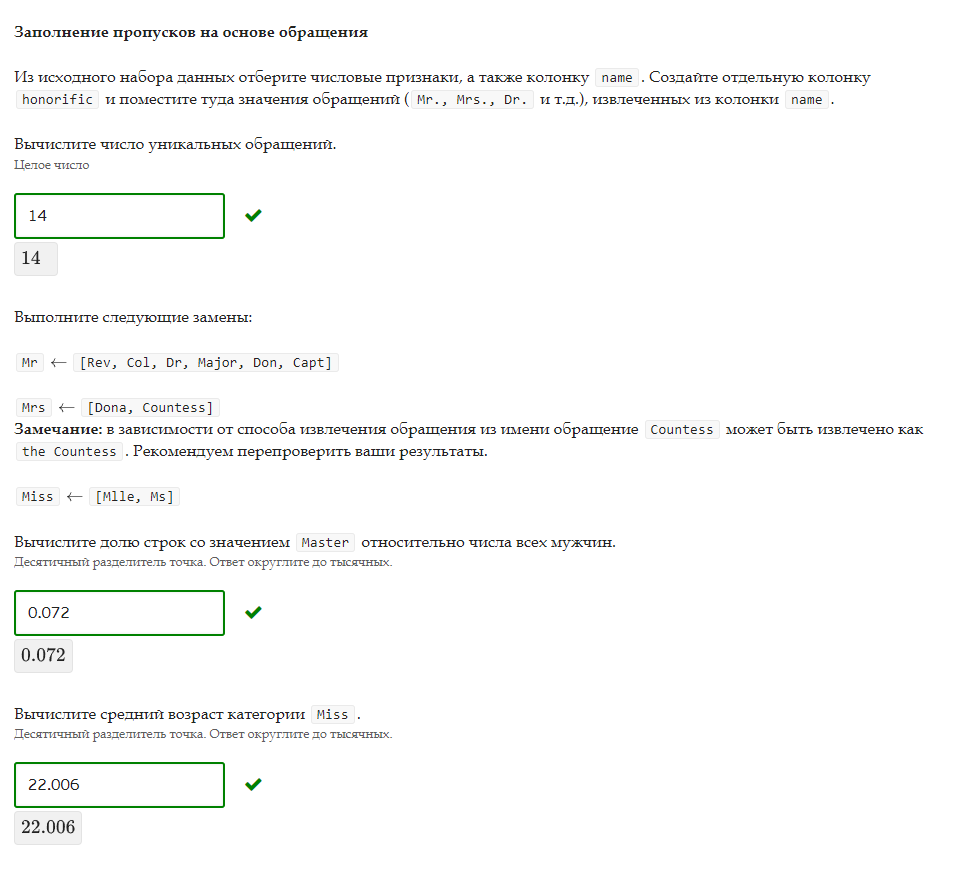 Заполнение пропусков на основе обращения
Из исходного набора данных отберите числовые признаки, а также колонку name . Создайте отдельную колонку
honorific и поместите туда значения обращений ( Mr., Mrs., Dr. и т.д.), извлеченных из колонки name .
Вычислите число уникальных обращений.
Целое число
14
14
Выполните следующие замены:
Mr ← [Rev, Col, Dr, Major, Don, Capt]
Mrs ← [Dona, Countess]
Замечание: в зависимости от способа извлечения обращения из имени обращение Countess может быть извлечено как
the Countess . Рекомендуем перепроверить ваши результаты.
Miss ← [Mlle, Ms]
Вычислите долю строк со значением Master относительно числа всех мужчин.
Десятичный разделитель точка. Ответ округлите до тысячных.
0.072
0.072
Вычислите средний возраст категории Miss .
Десятичный разделитель точка. Ответ округлите до тысячных.
22.006
22.006